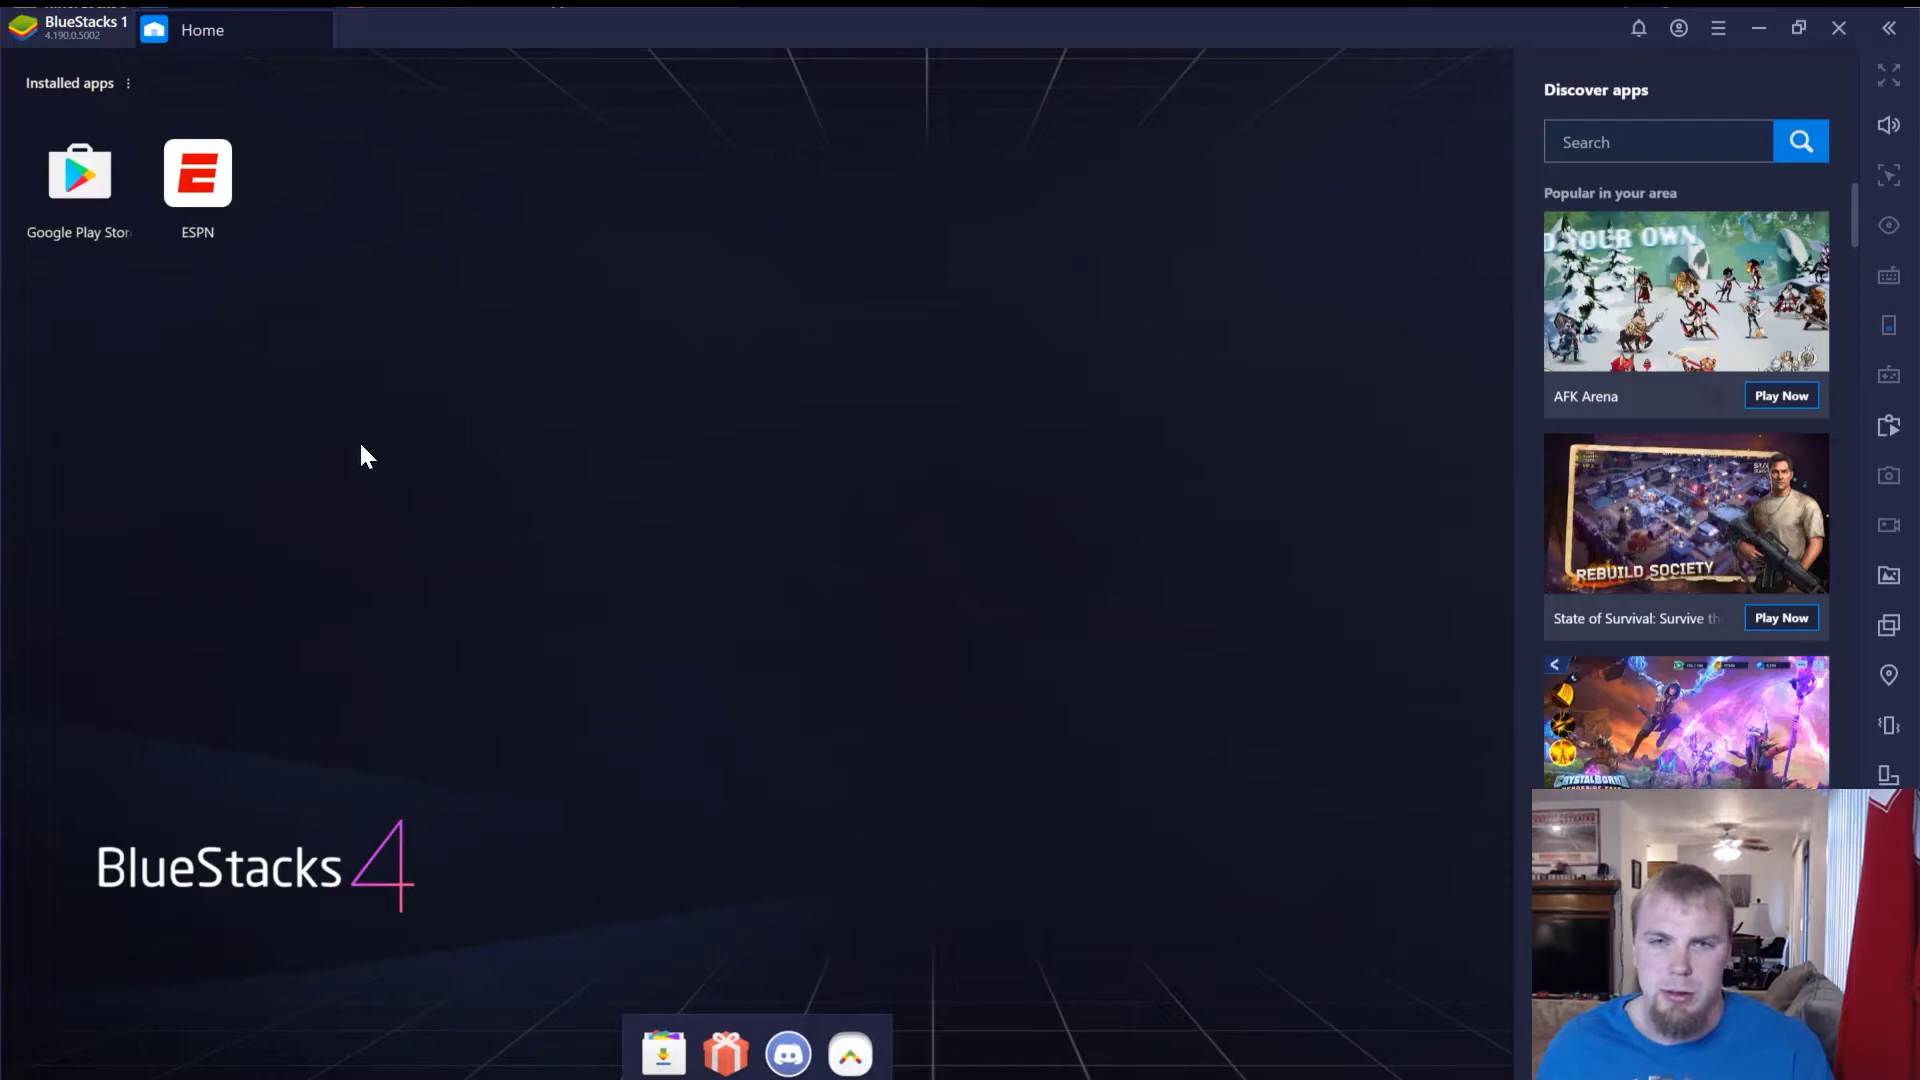 BlueStacks 1
4.190.0.5002
Home
Installed apps
Google Play Stor
ESPN
Discover apps
Search
Popular in your area
YOUR OWN
AFK Arena
Play Now
REBUILD SOCIETY
State of Survival: Survive th
Play Now
CRYSTALBORNE
BlueStacks 4